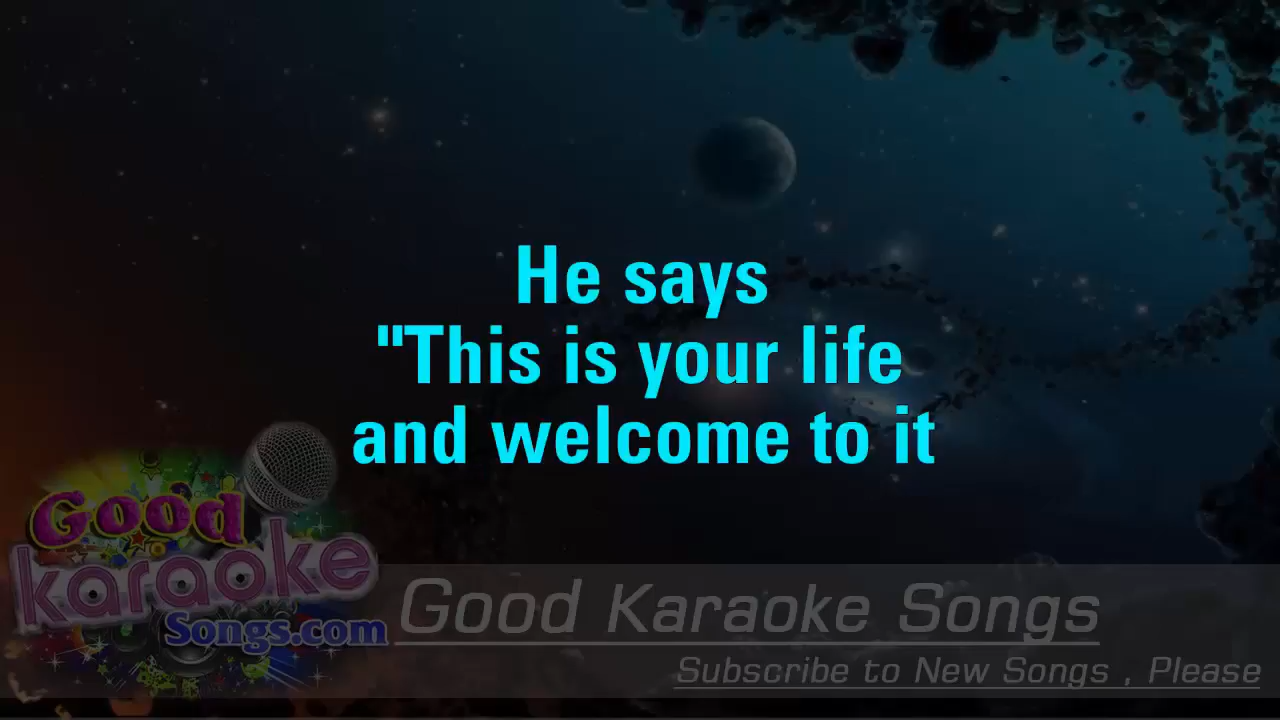 He says
"This is your life
and welcome to it
Good
karaoke
Songs.com
Good Karaoke Songs
Subscribe to New Songs , Please